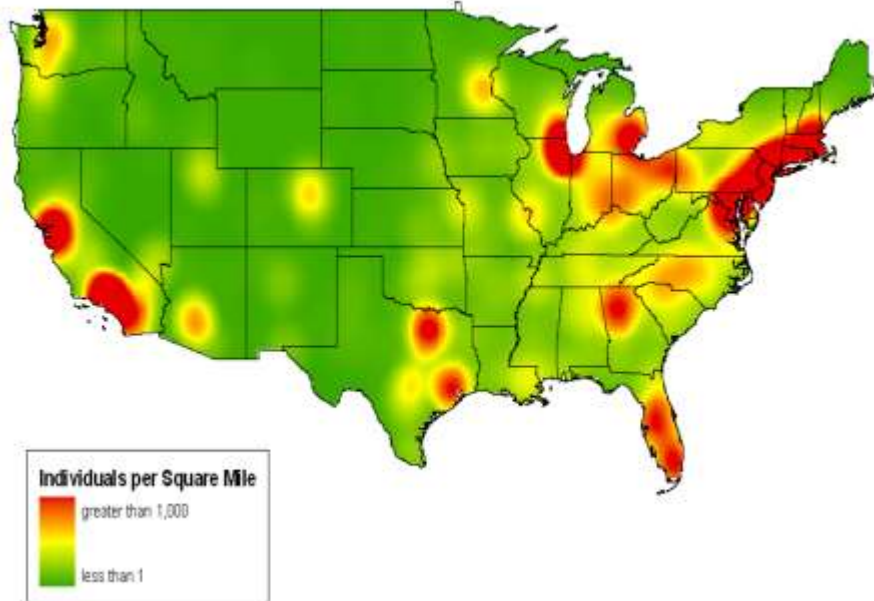 Individuals per Square Mile
greater than 1,000
less than 1